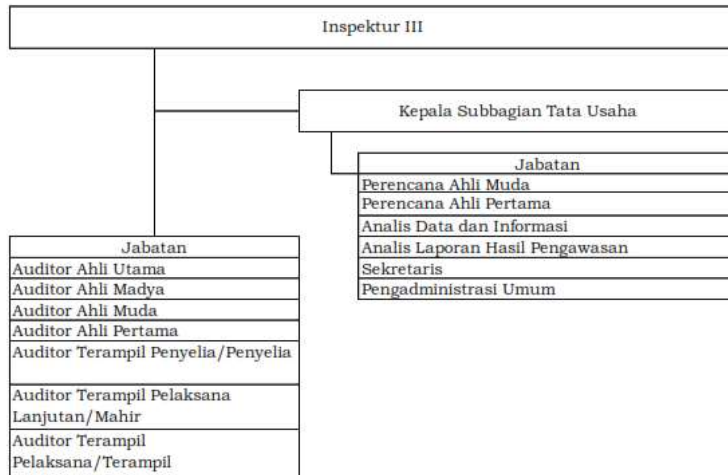 Inspektur III
Kepala Subbagian Tata Usaha
Jabatan
Perencana Ahli Muda
Perencana Ahli Pertama
Analis Data dan Informasi
Analis Laporan Hasil Pengawasan
Sekretaris
Pengadministrasi Umum
Jabatan
Auditor Ahli Utama
Auditor Ahli Madya
Auditor Ahli Muda
Auditor Ahli Pertama
Auditor Terampil Penyelia/Penyelia
Auditor Terampil Pelaksana
Lanjutan/Mahir
Auditor Terampil
Pelaksana/Terampil